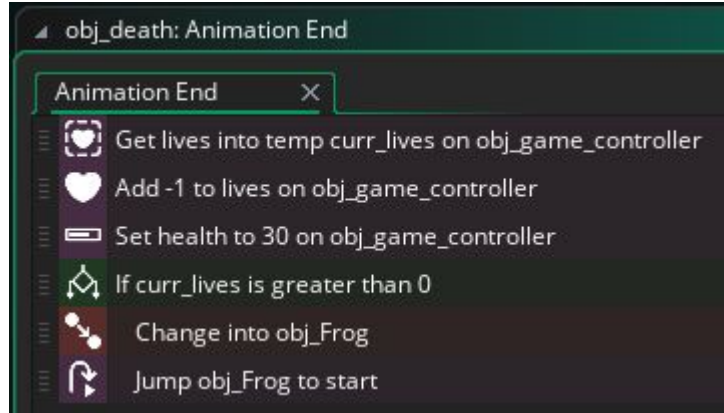 obj_death: Animation End
Animation End
Get lives into temp curr_lives on obj_game_controller
Add -1 to lives on obj_game_controller
Set health to 30 on obj_game_controller
If curr_lives is greater than 0
Change into obj_Frog
Jump obj_Frog to start